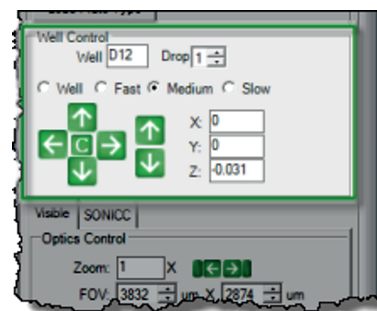 Well Control
Well D12 Drop 1
Well Fast Medium Slow
X: 0
C
Y: 0
Z: -0.031
Visible SONICC
Optics Control
Zoom: 1 X
FOV: 3832 um X 2874 um